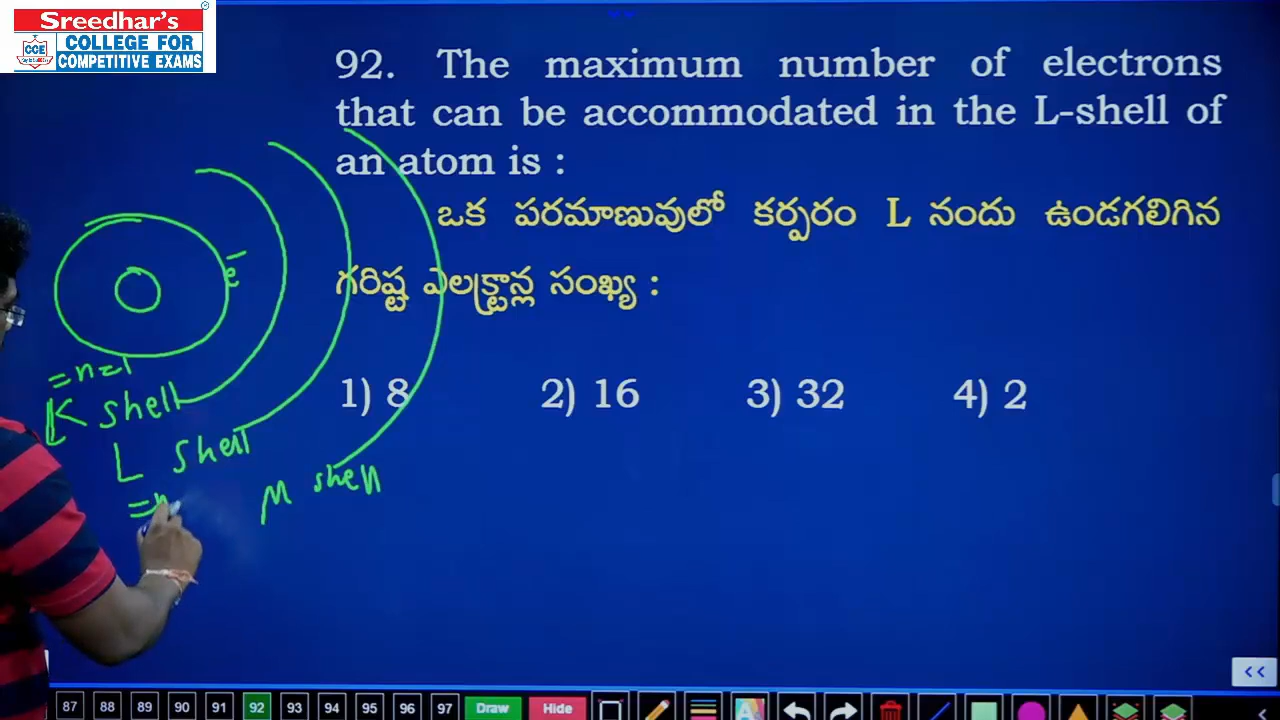 Sreedhar's
CCE
COLLEGE FOR
COMPETITIVE EXAMS
92. The maximum number of electrons
that can be accommodated in the L-shell of
an atom is :
ఒక పరమాణువులో కర్పరం L నందు ఉండగలిగిన
గరిష్ట ఎలక్ట్రాన్ల సంఖ్య :
1) 8 2) 16 3) 32 4) 2
e
=n=1
K shell
L shell
=n
M shell
<<
87 88 89 90 91 92 93 94 95 96 97 Draw Hide